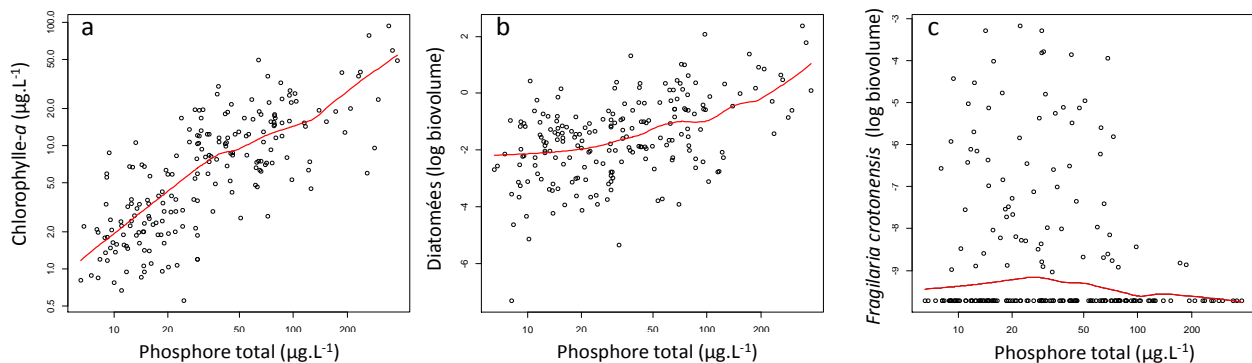 a
Chlorophylle-a (µg.L-1)
100.0
50.0
20.0
10.0
5.0
2.0
1.0
0.5
10 20 50 100 200
Phosphore total (µg.L-1)
b
Diatomées (log biovolume)
2
0
-2
-4
-6
10 20 50 100 200
Phosphore total (µg.L-1)
c
Fragilaria crotonensis (log biovolume)
-3
-4
-5
-6
-7
-8
-9
10 20 50 100 200
Phosphore total (µg.L-1)